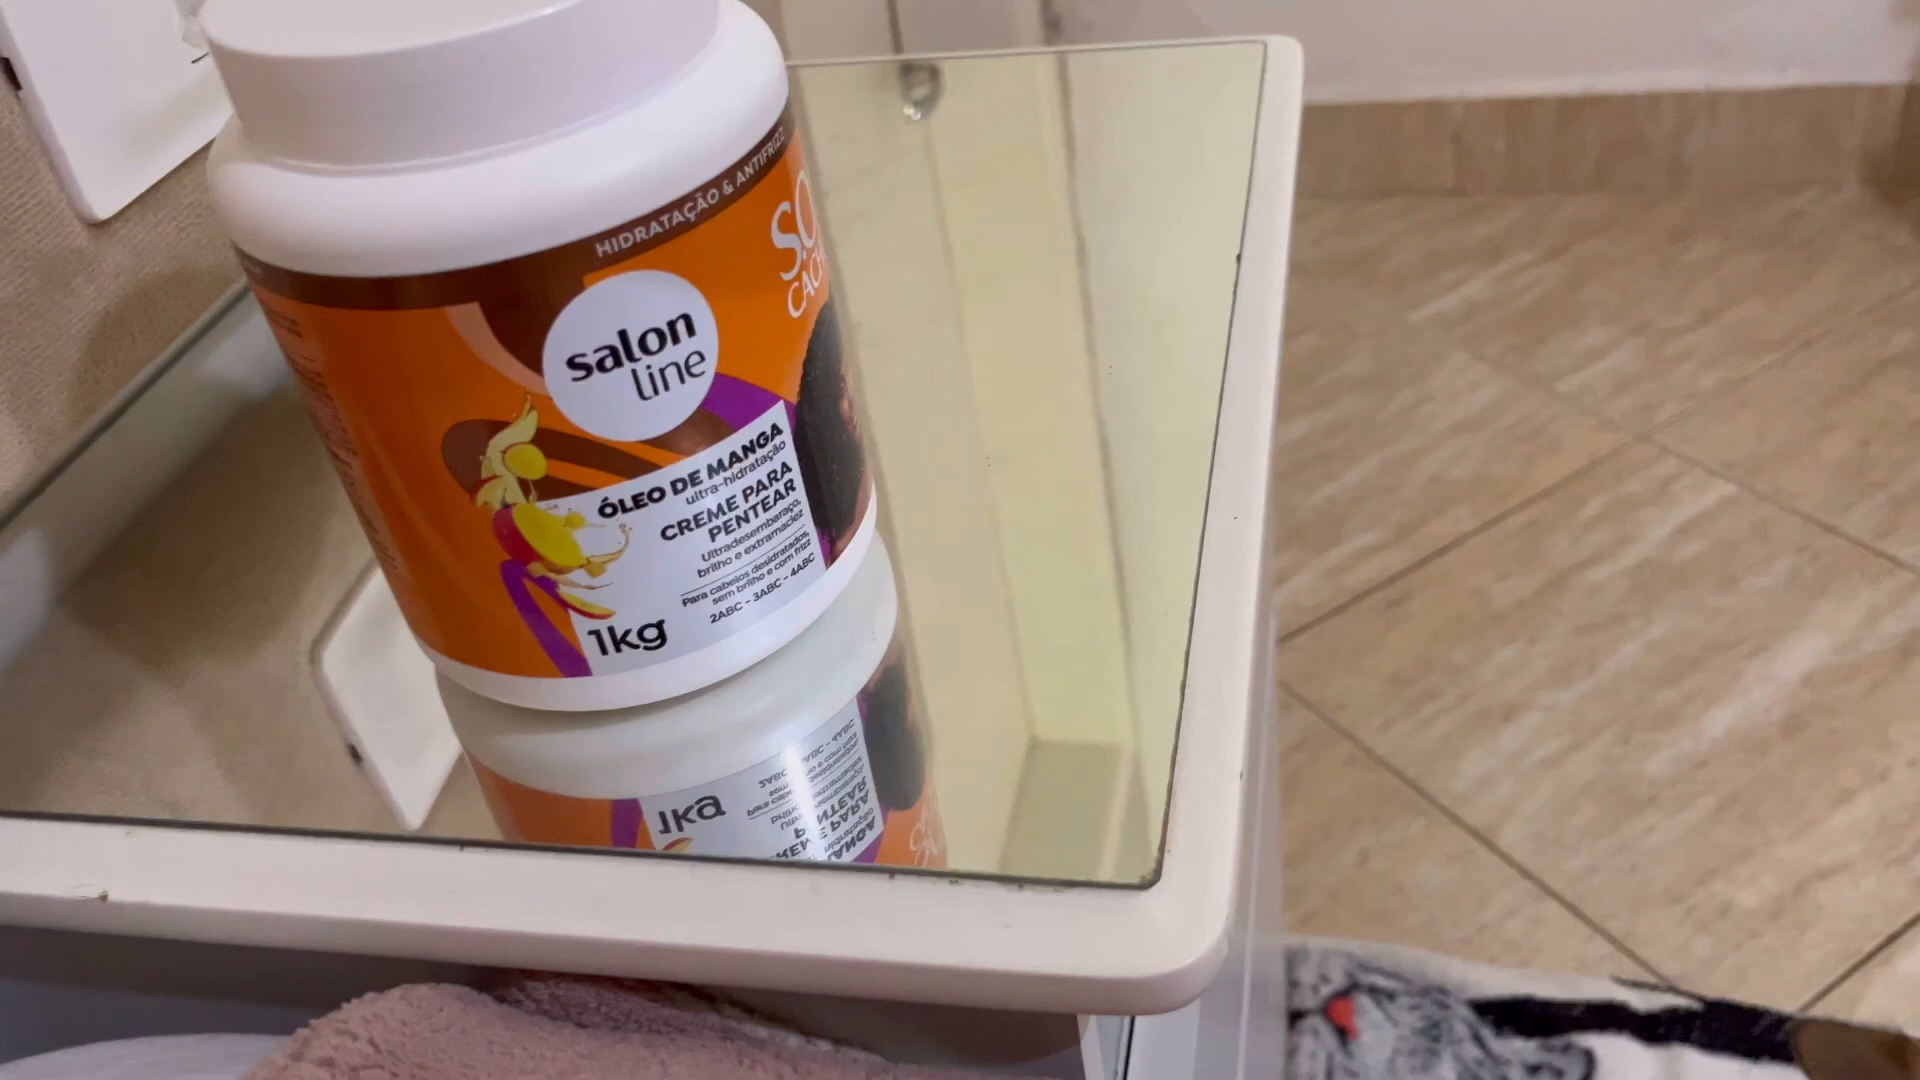 HIDRATAÇÃO & ANTIFRIZZ
salon
line
ÓLEO DE MANGA
ultra-hidratação
CREME PARA
PENTEAR
Ultradesembaraço,
brilho e extramaciez
Para cabelos desidratados,
sem brilho e com frizz
2ABC - 3ABC - 4ABC
1kg